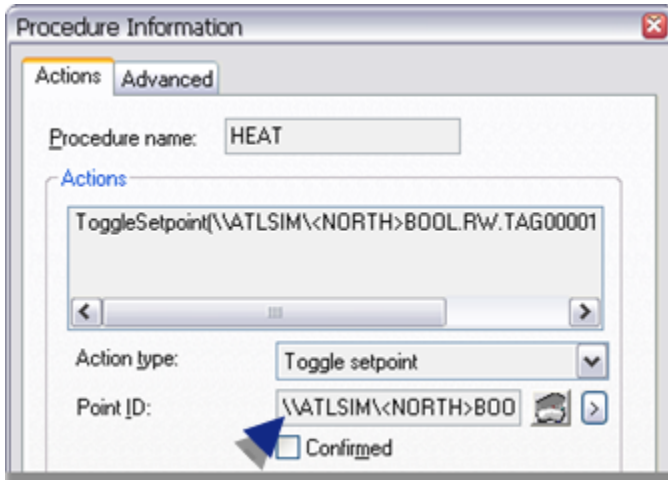 Procedure Information
Actions Advanced
Procedure name: HEAT
Actions
ToggleSetpoint(\\ATLSIM\<NORTH>BOOL.RW.TAG00001
Action type: Toggle setpoint
Point ID: \\ATLSIM\<NORTH>BOO
Confirmed